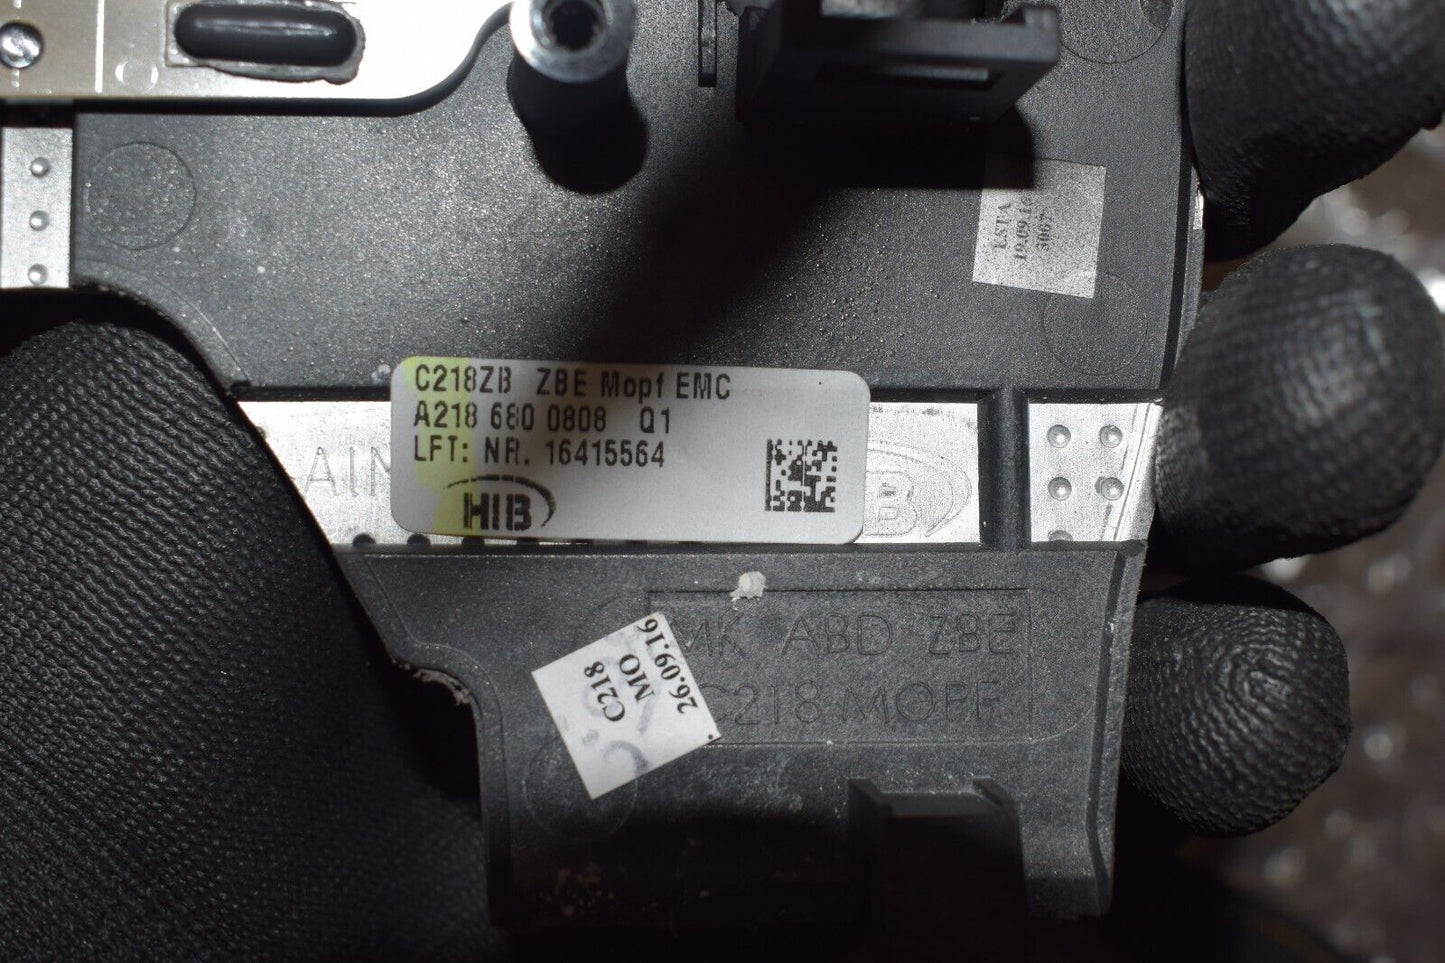 LSTA
19.09.16
3067
C218ZB ZBE Mopf EMC
A218 680 0808 Q1
LFT: NR. 16415564
HIB
AIN
B
MK ABD ZBE
C218 MOPF
C218
MO
26.09.16